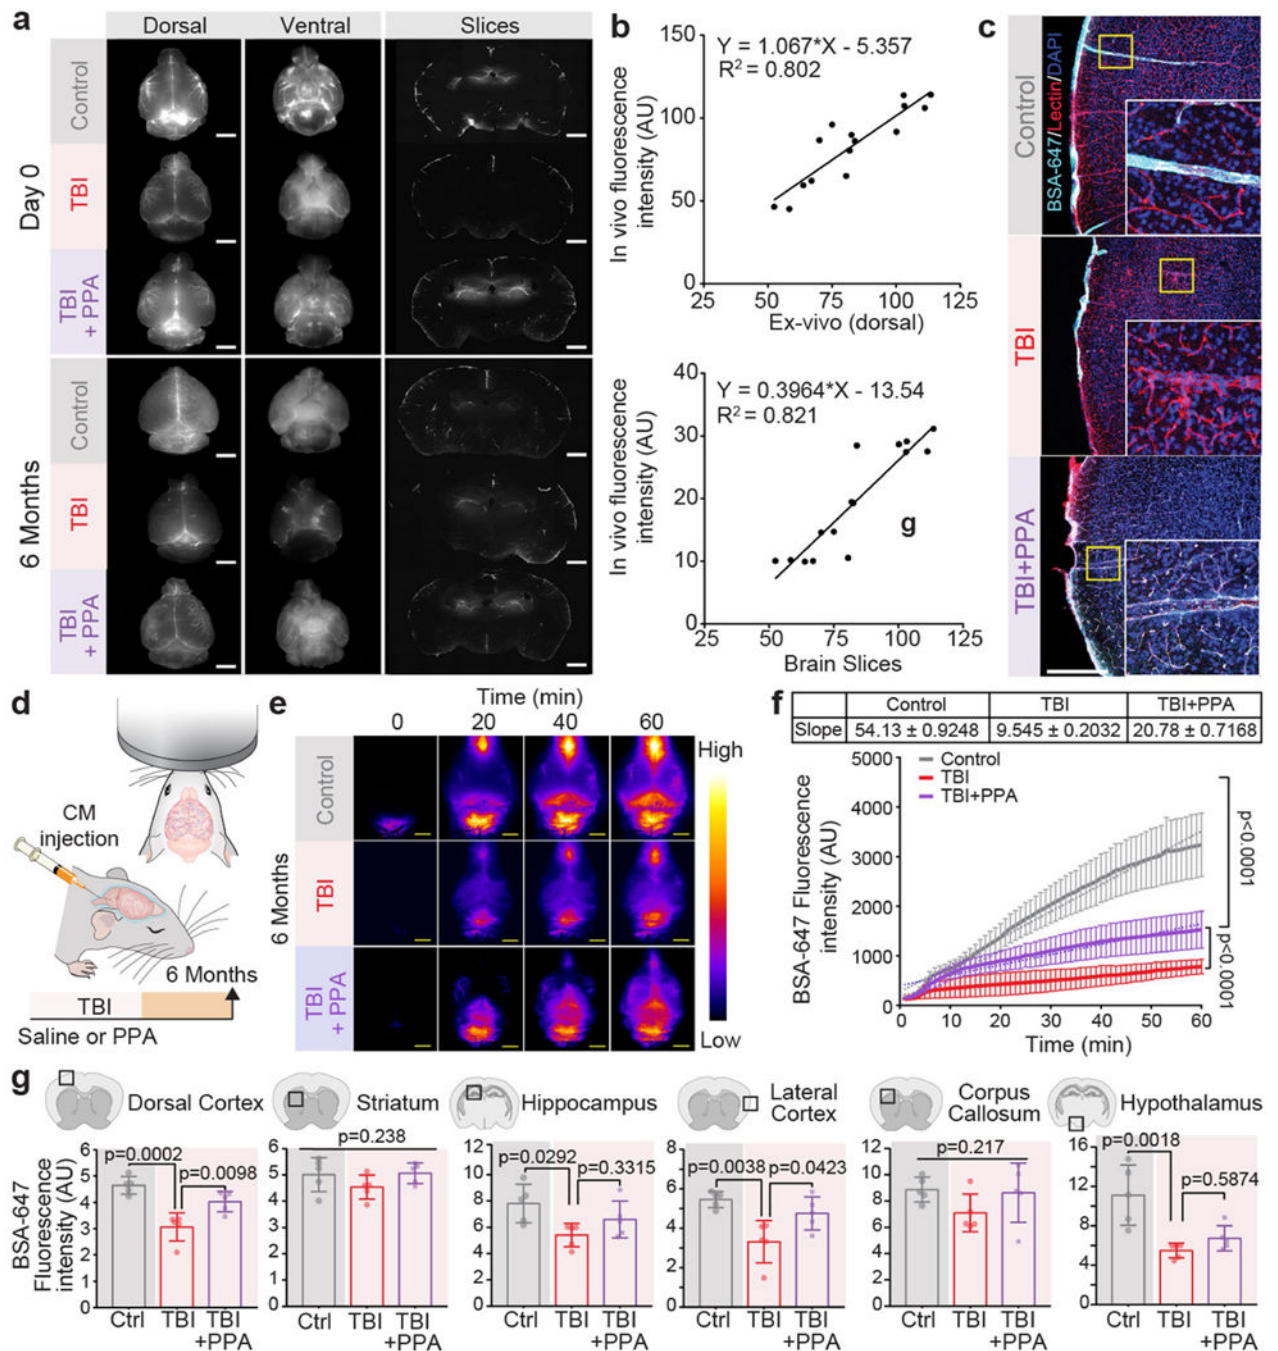 a
Dorsal
Ventral
Slices
Day 0
Control
TBI
TBI
+ PPA
6 Months
Control
TBI
TBI
+ PPA
b
In vivo fluorescence
intensity (AU)
150
100
50
0
Y = 1.067*X - 5.357
R² = 0.802
25
50
75
100
125
Ex-vivo (dorsal)
In vivo fluorescence
intensity (AU)
40
30
20
10
0
Y = 0.3964*X - 13.54
R² = 0.821
g
25
50
75
100
125
Brain Slices
c
BSA-647/Lectin/DAPI
Control
TBI
TBI+PPA
d
CM
injection
6 Months
TBI
Saline or PPA
e
Time (min)
0
20
40
60
6 Months
Control
TBI
TBI
+ PPA
High
Low
f
Control
TBI
TBI+PPA
Slope
54.13 ± 0.9248
9.545 ± 0.2032
20.78 ± 0.7168
BSA-647 Fluorescence
intensity (AU)
5000
4000
3000
2000
1000
0
Control
TBI
TBI+PPA
p<0.0001
p<0.0001
0
10
20
30
40
50
60
Time (min)
g
Dorsal Cortex
Striatum
Hippocampus
Lateral
Cortex
Corpus
Callosum
Hypothalamus
BSA-647
Fluorescence
intensity (AU)
6
5
4
3
2
1
0
p=0.0002
p=0.0098
Ctrl
TBI
TBI
+PPA
6
5
4
3
2
1
0
p=0.238
Ctrl
TBI
TBI
+PPA
12
10
8
6
4
2
0
p=0.0292
p=0.3315
Ctrl
TBI
TBI
+PPA
8
6
4
2
0
p=0.0038
p=0.0423
Ctrl
TBI
TBI
+PPA
12
10
8
6
4
2
0
p=0.217
Ctrl
TBI
TBI
+PPA
16
12
9
6
3
0
p=0.0018
p=0.5874
Ctrl
TBI
TBI
+PPA